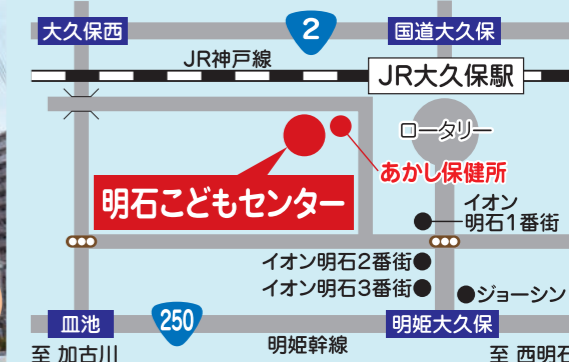 大久保西
2
国道大久保
JR神戸線
JR大久保駅
ロータリー
あかし保健所
明石こどもセンター
イオン
明石1番街
イオン明石2番街
イオン明石3番街
ジョーシン
皿池
250
明姫大久保
明姫幹線
至 加古川
至 西明石